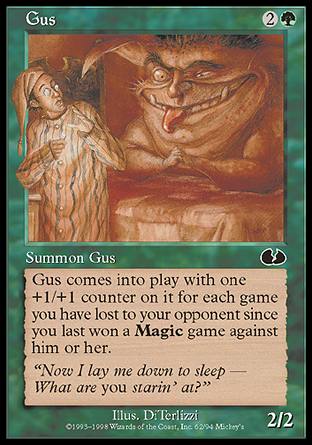 Gus 2
Summon Gus
Gus comes into play with one
+1/+1 counter on it for each game
you have lost to your opponent since
you last won a Magic game against
him or her.
“Now I lay me down to sleep —
What are you starin’ at?”
Illus. DiTerlizzi
©1993–1998 Wizards of the Coast, Inc. 62/94 Mickey's
2/2